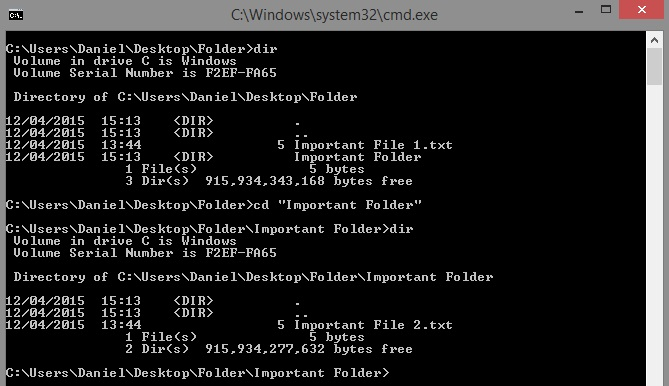 C:\Windows\system32\cmd.exe
C:\Users\Daniel\Desktop\Folder>dir
 Volume in drive C is Windows
 Volume Serial Number is F2EF-FA65

 Directory of C:\Users\Daniel\Desktop\Folder

12/04/2015  15:13    <DIR>          .
12/04/2015  15:13    <DIR>          ..
12/04/2015  13:44                 5 Important File 1.txt
12/04/2015  15:13    <DIR>          Important Folder
               1 File(s)              5 bytes
               3 Dir(s)  915,934,343,168 bytes free

C:\Users\Daniel\Desktop\Folder>cd "Important Folder"

C:\Users\Daniel\Desktop\Folder\Important Folder>dir
 Volume in drive C is Windows
 Volume Serial Number is F2EF-FA65

 Directory of C:\Users\Daniel\Desktop\Folder\Important Folder

12/04/2015  15:13    <DIR>          .
12/04/2015  15:13    <DIR>          ..
12/04/2015  13:44                 5 Important File 2.txt
               1 File(s)              5 bytes
               2 Dir(s)  915,934,277,632 bytes free

C:\Users\Daniel\Desktop\Folder\Important Folder>